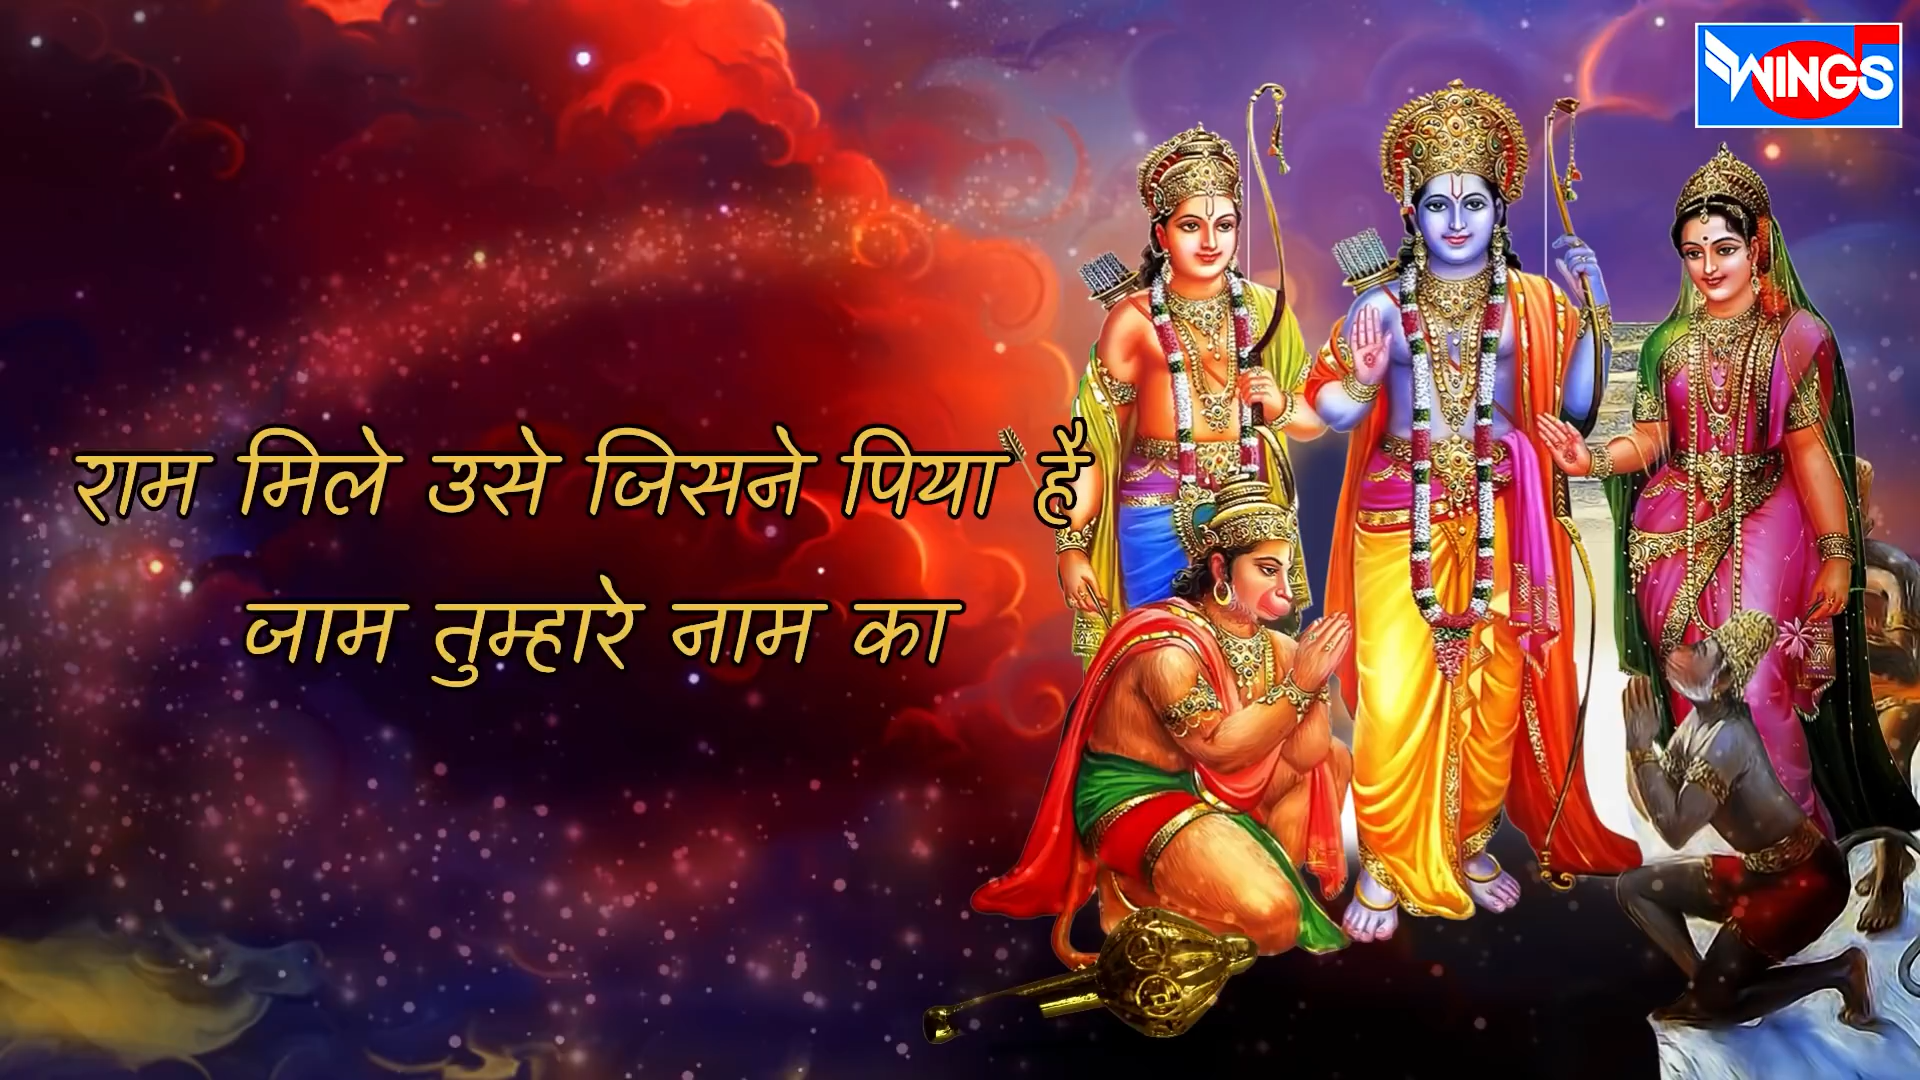 WINGS
राम मिले उसे जिसने पिया है
जाम तुम्हारे नाम का